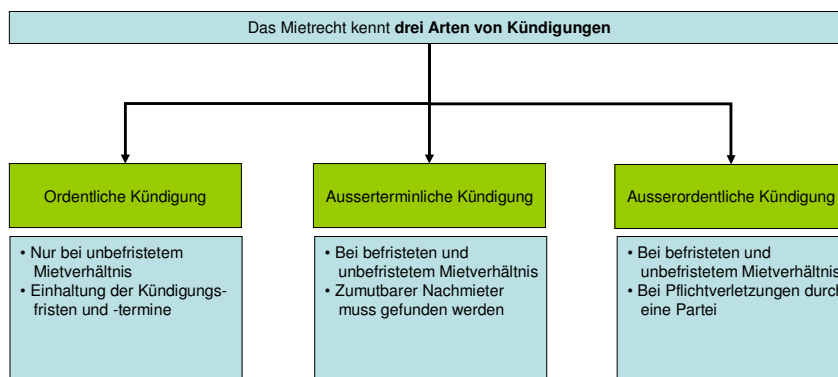 Das Mietrecht kennt drei Arten von Kündigungen
Ordentliche Kündigung
• Nur bei unbefristetem
Mietverhältnis
• Einhaltung der Kündigungs-
fristen und -termine
Ausserterminliche Kündigung
• Bei befristeten und
unbefristetem Mietverhältnis
• Zumutbarer Nachmieter
muss gefunden werden
Ausserordentliche Kündigung
• Bei befristeten und
unbefristetem Mietverhältnis
• Bei Pflichtverletzungen durch
eine Partei